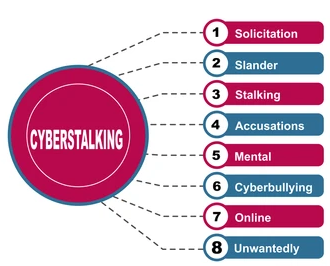 CYBERSTALKING
1 Solicitation
2 Slander
3 Stalking
4 Accusations
5 Mental
6 Cyberbullying
7 Online
8 Unwantedly